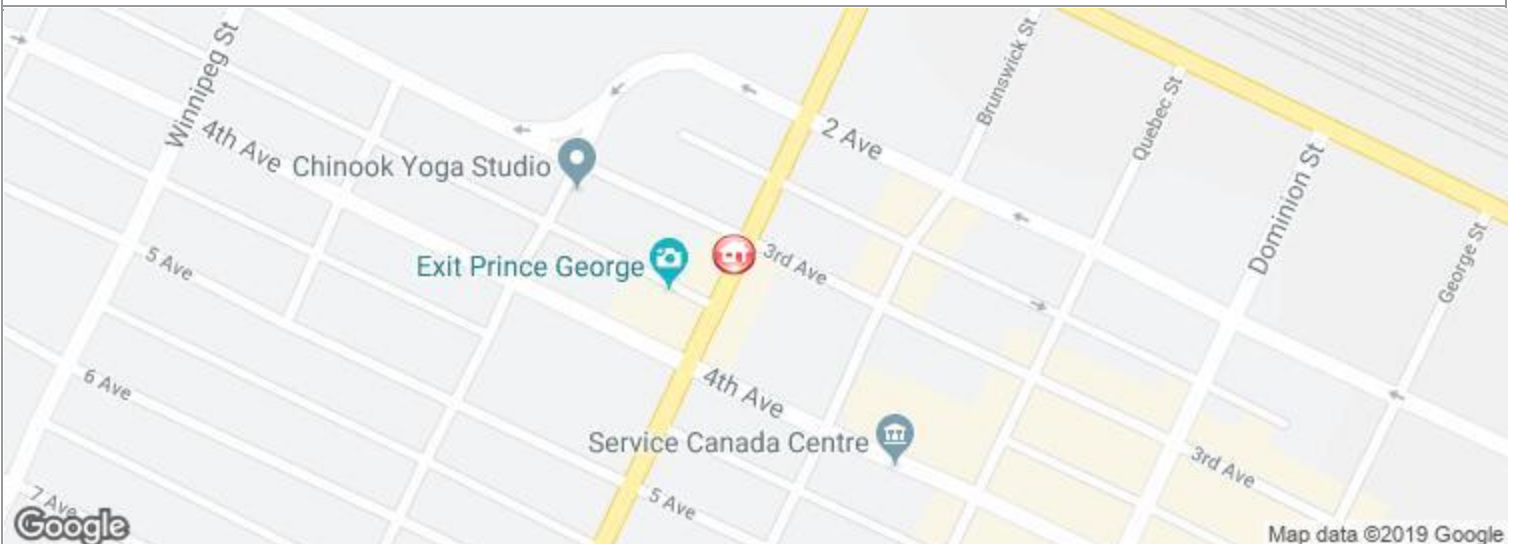 Winnipeg St
4th Ave
Chinook Yoga Studio
2 Ave
Brunswick St
Quebec St
Dominion St
George St
5 Ave
Exit Prince George
3rd Ave
6 Ave
4th Ave
Service Canada Centre
3rd Ave
7 Ave
5 Ave
Google
Map data ©2019 Google